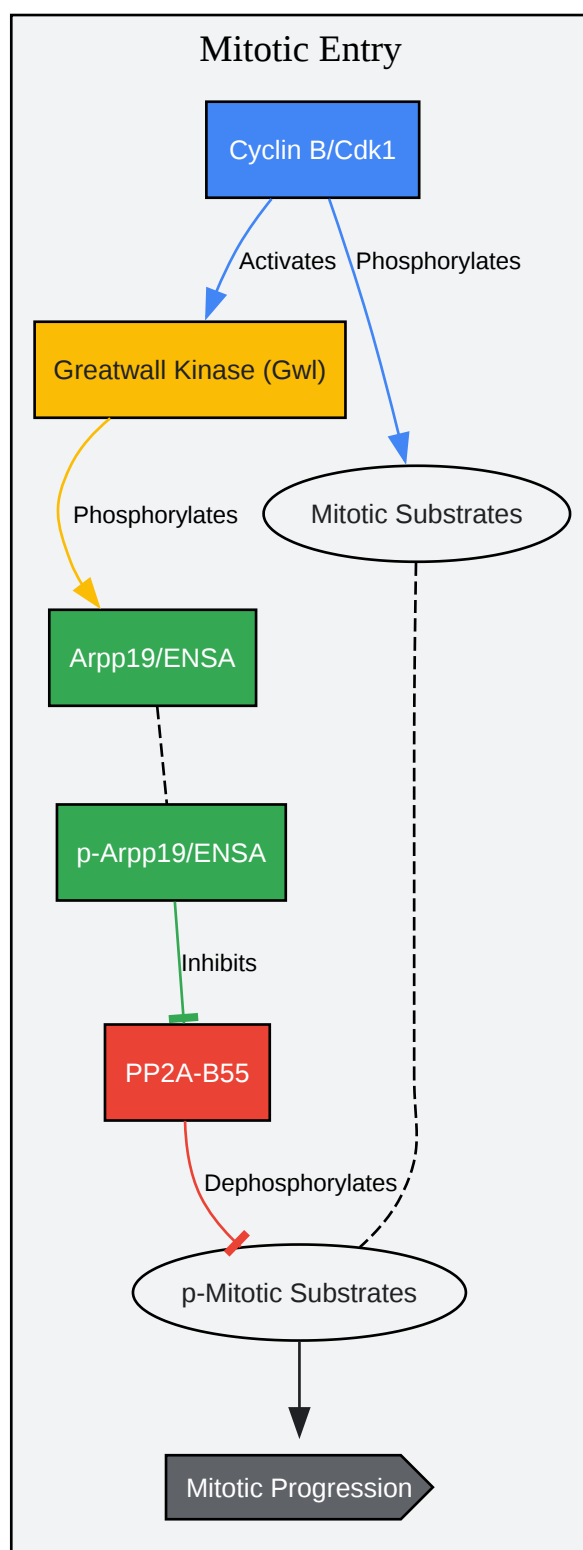 Mitotic Entry
Cyclin B/Cdk1
Activates
Phosphorylates
Greatwall Kinase (Gwl)
Mitotic Substrates
Phosphorylates
Arpp19/ENSA
p-Arpp19/ENSA
Inhibits
PP2A-B55
Dephosphorylates
p-Mitotic Substrates
Mitotic Progression